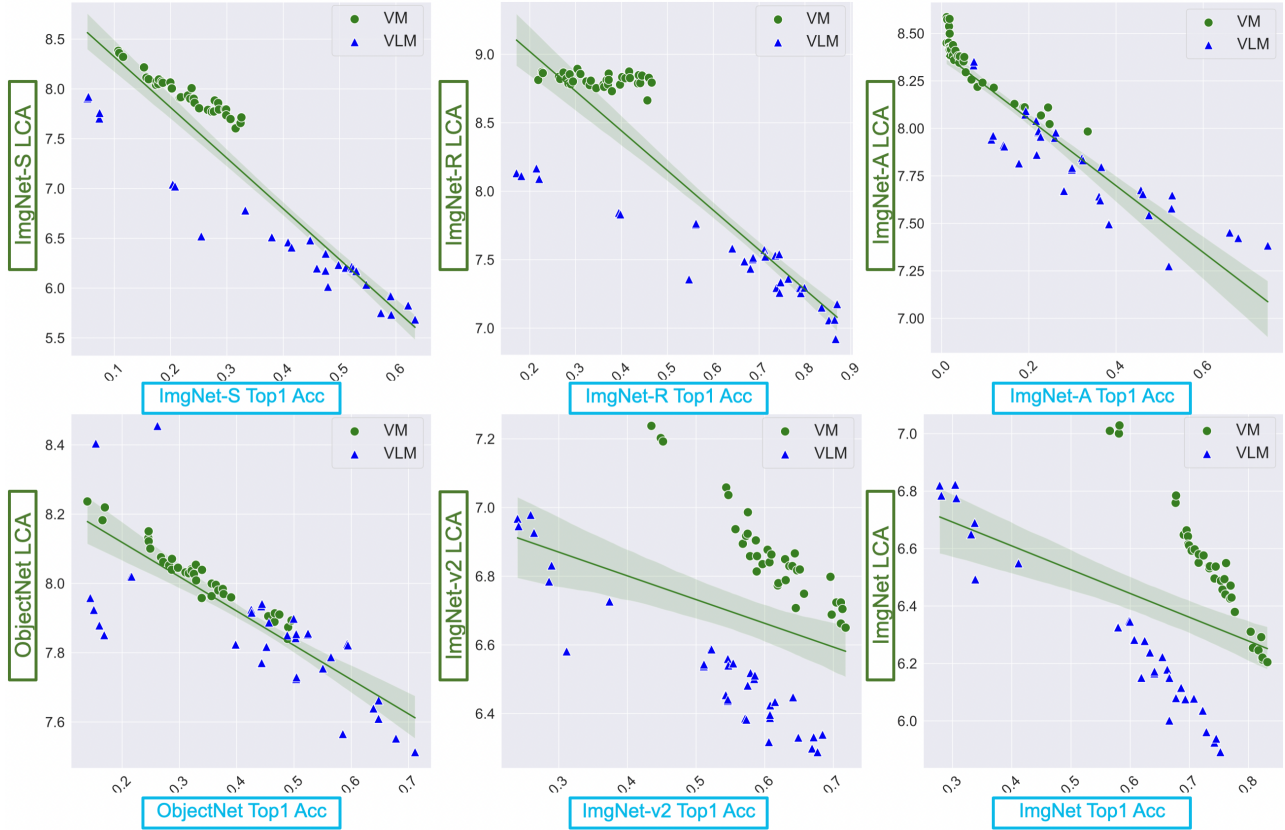 VM
VLM
8.5
8.0
7.5
7.0
6.5
6.0
5.5
ImgNet-S LCA
0.1
0.2
0.3
0.4
0.5
0.6
ImgNet-S Top1 Acc
VM
VLM
9.0
8.5
8.0
7.5
7.0
ImgNet-R LCA
0.2
0.3
0.4
0.5
0.6
0.7
0.8
0.9
ImgNet-R Top1 Acc
VM
VLM
8.50
8.25
8.00
7.75
7.50
7.25
7.00
ImgNet-A LCA
0.0
0.2
0.4
0.6
ImgNet-A Top1 Acc
VM
VLM
8.4
8.2
8.0
7.8
7.6
ObjectNet LCA
0.2
0.3
0.4
0.5
0.6
0.7
ObjectNet Top1 Acc
VM
VLM
7.2
7.0
6.8
6.6
6.4
ImgNet-v2 LCA
0.3
0.4
0.5
0.6
0.7
ImgNet-v2 Top1 Acc
VM
VLM
7.0
6.8
6.6
6.4
6.2
6.0
ImgNet LCA
0.3
0.4
0.5
0.6
0.7
0.8
ImgNet Top1 Acc